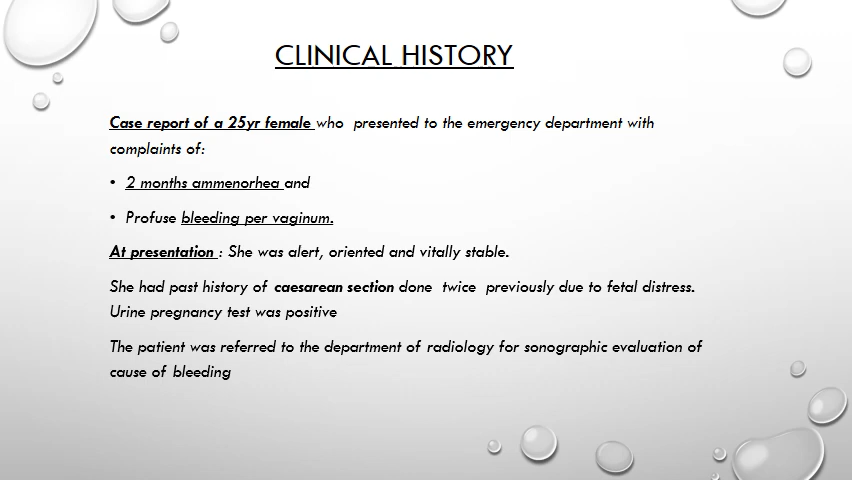 CLINICAL HISTORY
Case report of a 25yr female who presented to the emergency department with
complaints of:
• 2 months ammenorhea and
• Profuse bleeding per vaginum.
At presentation : She was alert, oriented and vitally stable.
She had past history of caesarean section done twice previously due to fetal distress.
Urine pregnancy test was positive
The patient was referred to the department of radiology for sonographic evaluation of
cause of bleeding